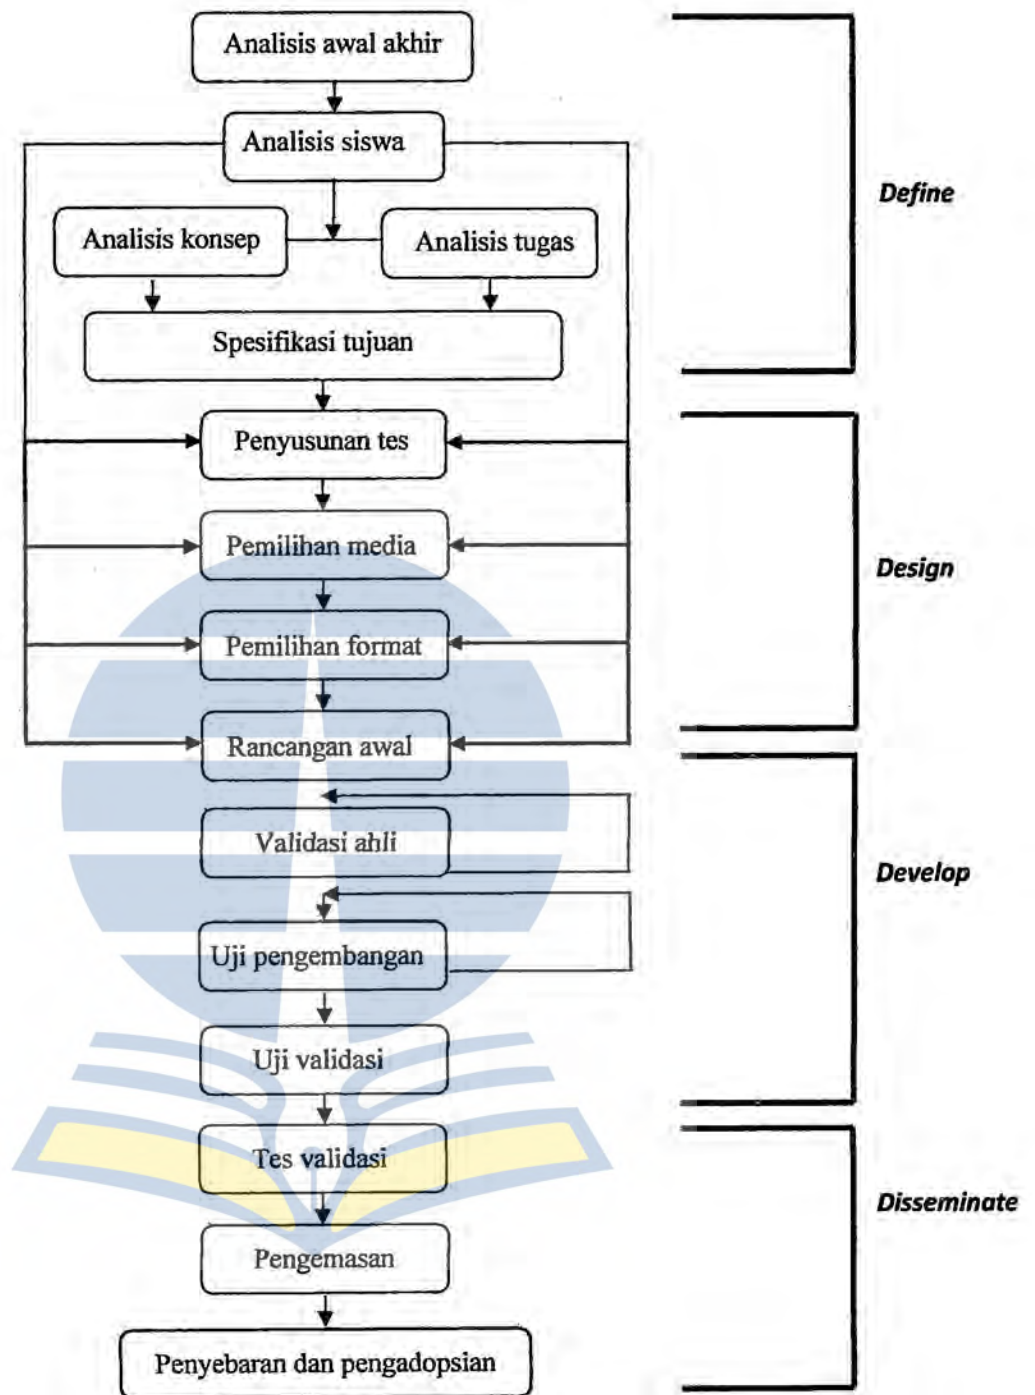 Analisis awal akhir
Analisis siswa
Define
Analisis konsep
Analisis tugas
Spesifikasi tujuan
Penyusunan tes
Pemilihan media
Design
Pemilihan format
Rancangan awal
Validasi ahli
Develop
Uji pengembangan
Uji validasi
Tes validasi
Disseminate
Pengemasan
Penyebaran dan pengadopsian